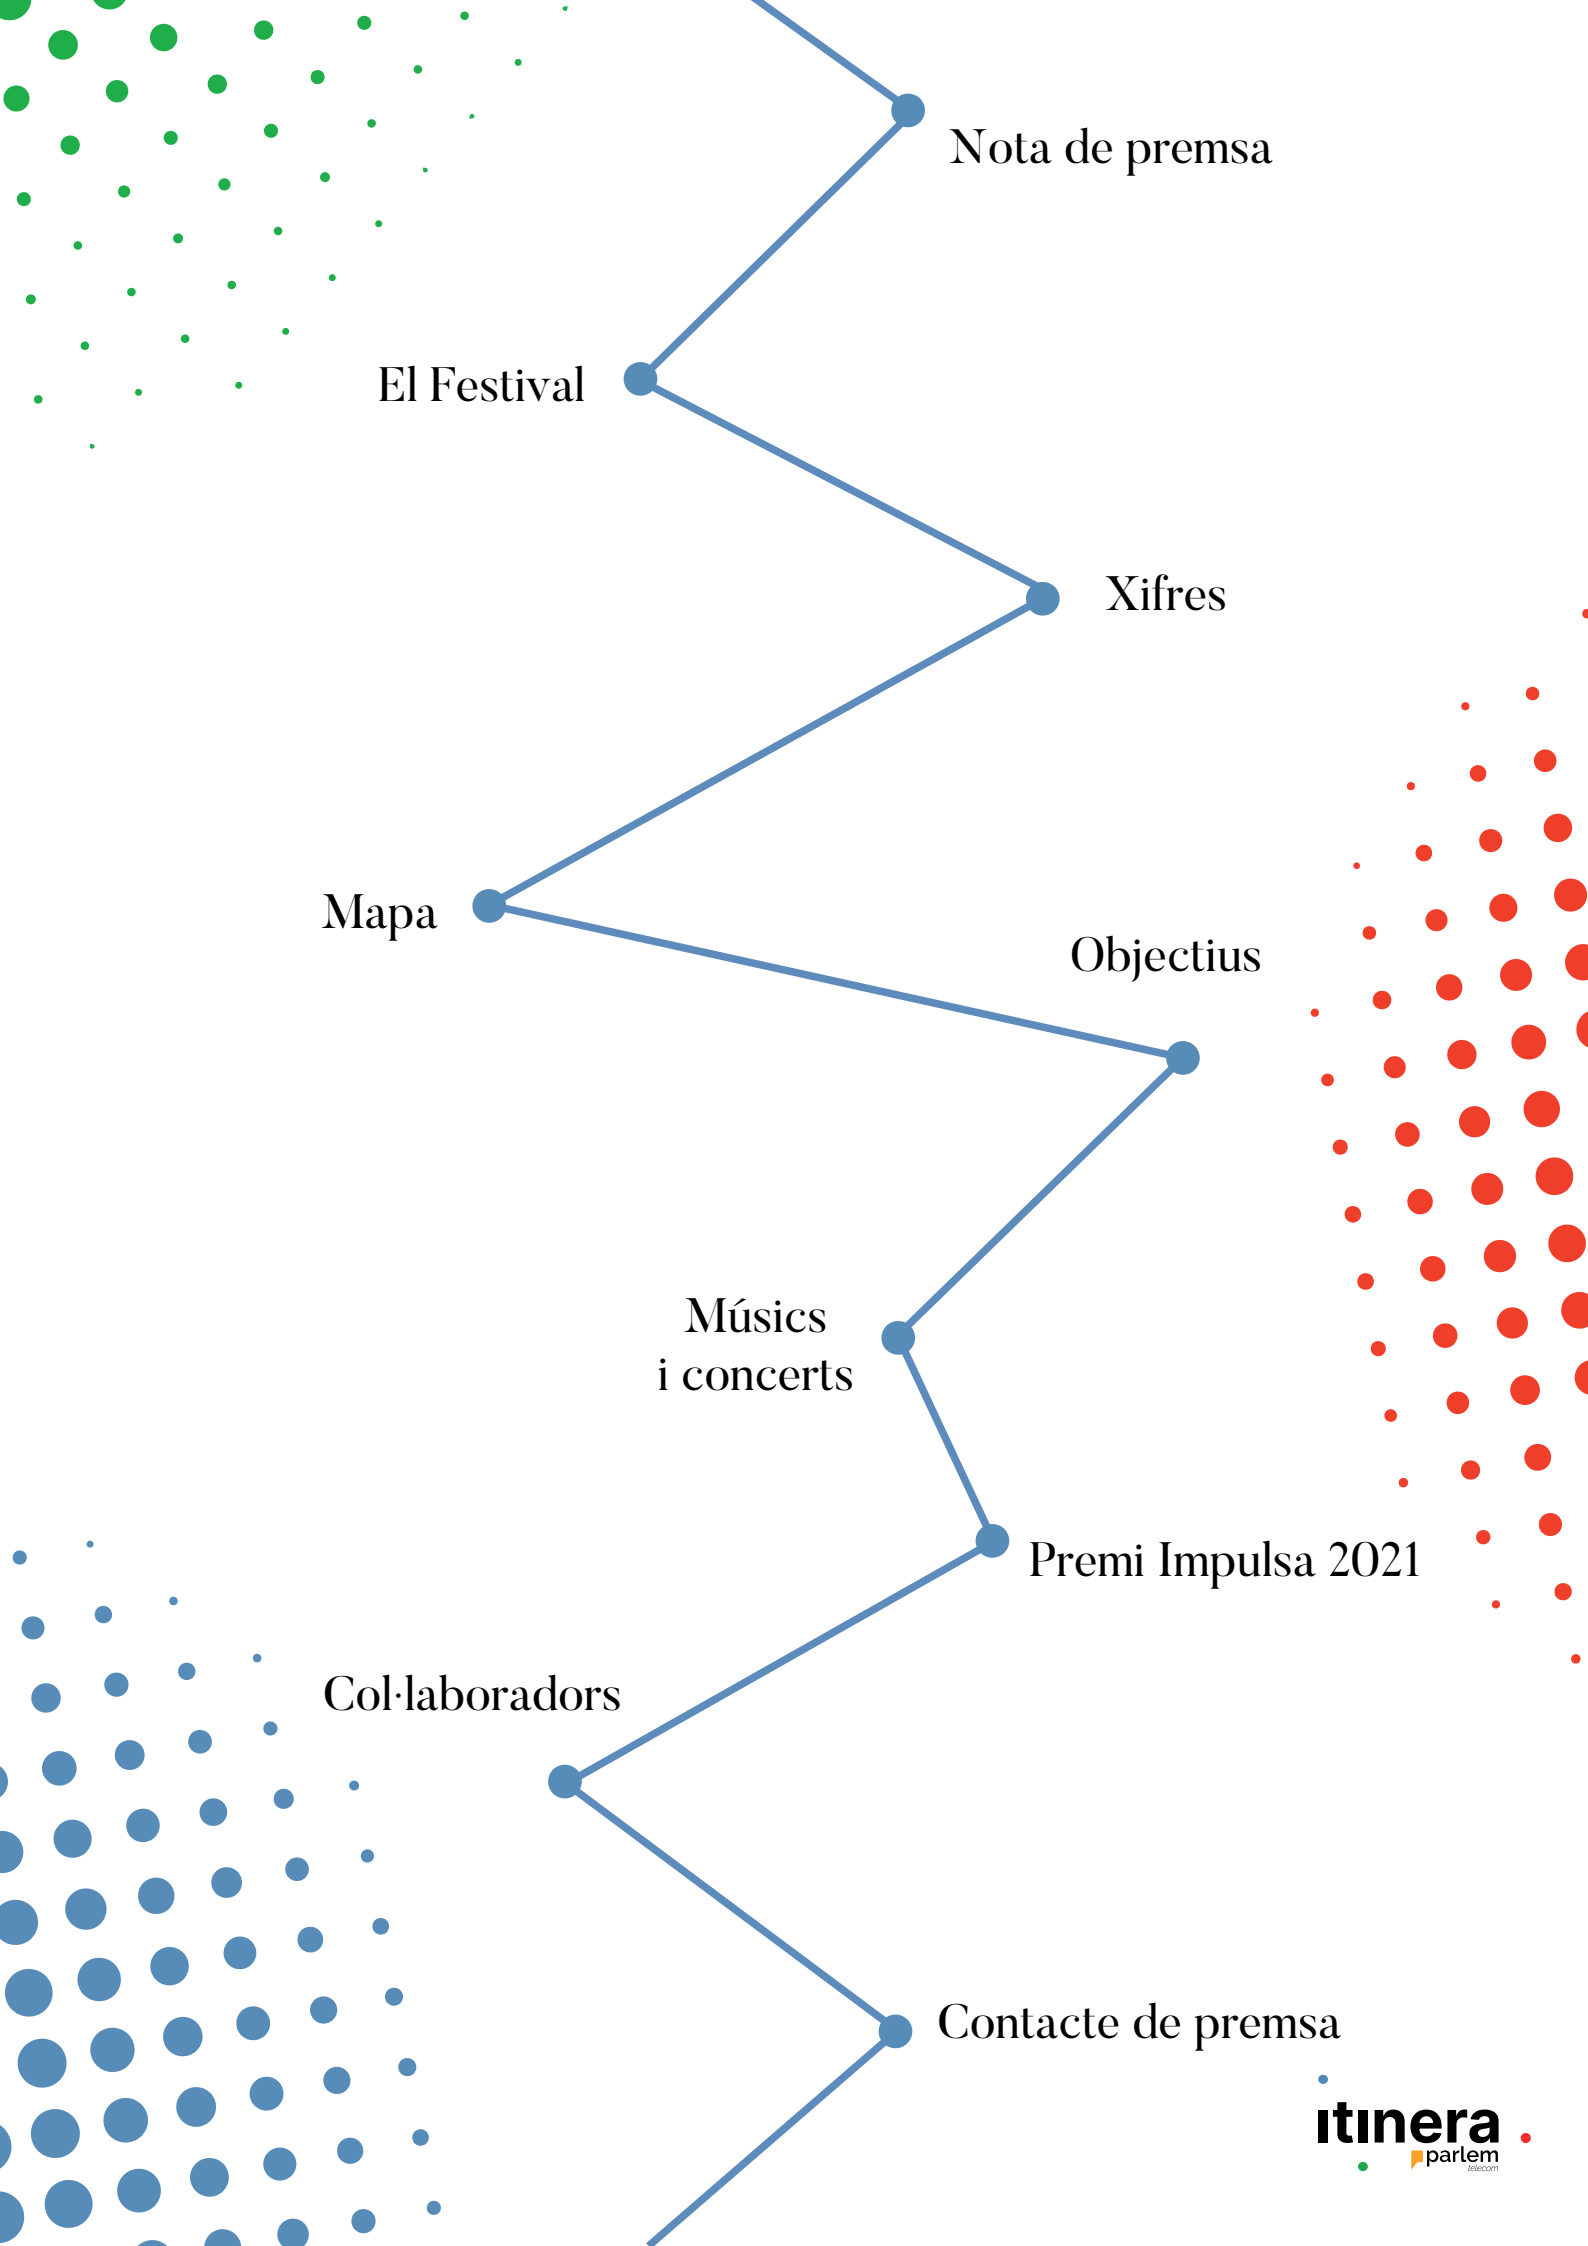 Nota de premsa
El Festival
Xifres
Mapa
Objectius
Músics
i concerts
Premi Impulsa 2021
Col·laboradors
Contacte de premsa
itinera
parlem
telecom